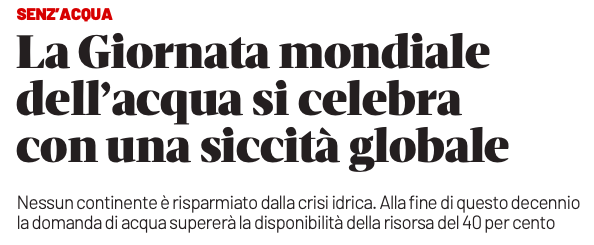 SENZ'ACQUA
La Giornata mondiale
dell'acqua si celebra
con una siccità globale
Nessun continente è risparmiato dalla crisi idrica. Alla fine di questo decennio
la domanda di acqua supererà la disponibilità della risorsa del 40 per cento